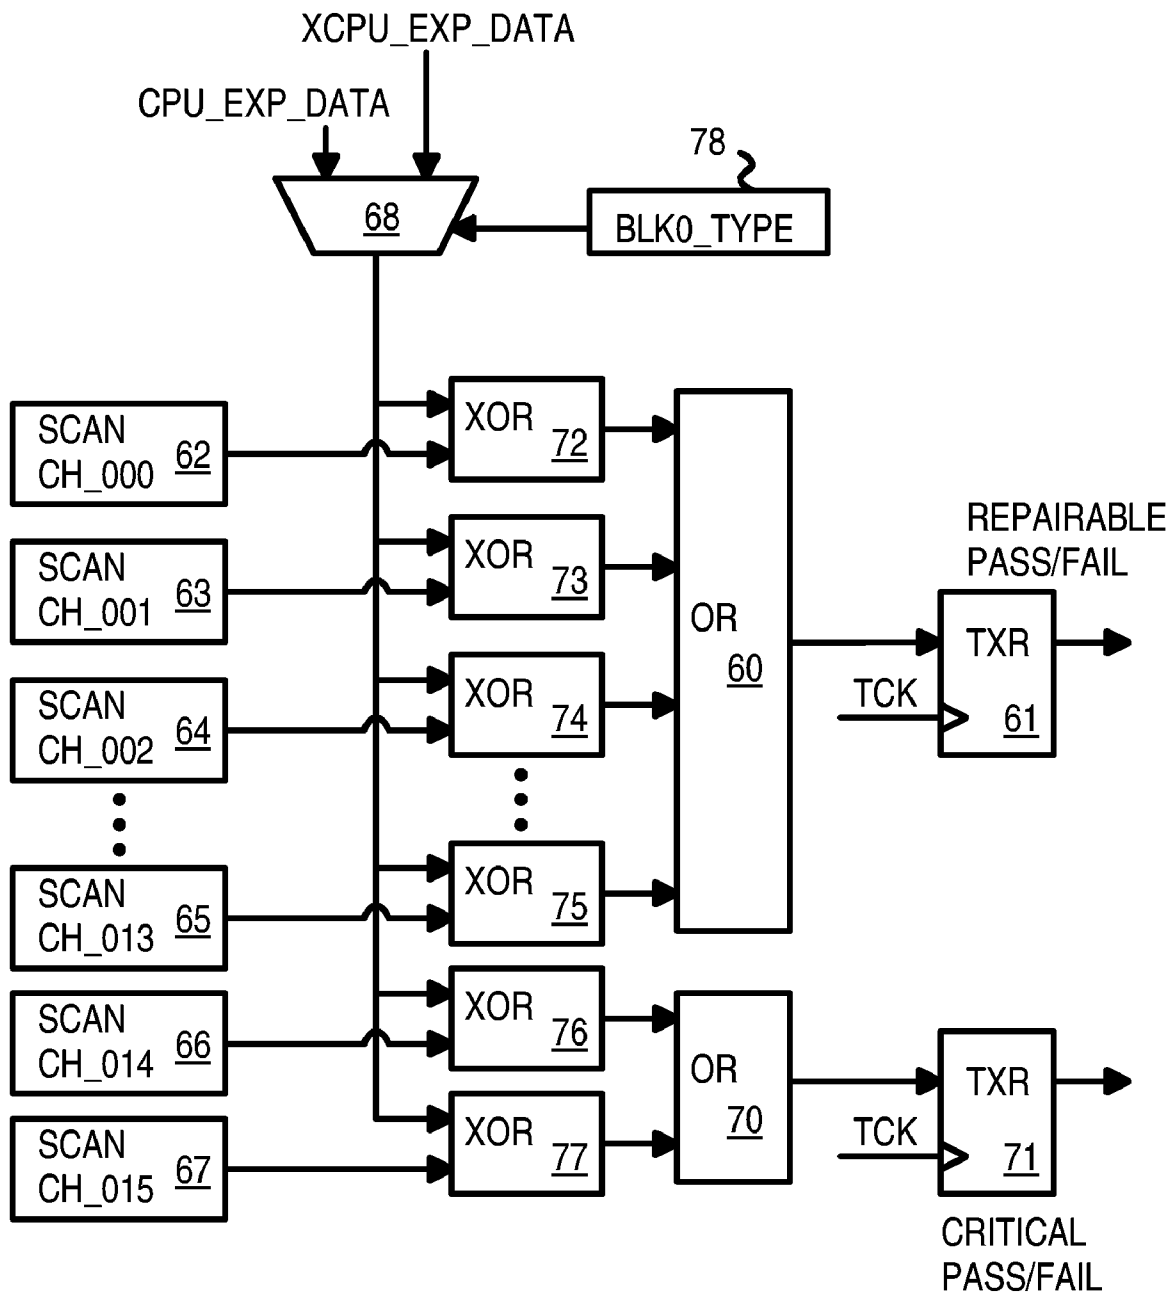 XCPU_EXP_DATA
CPU_EXP_DATA
78
68
BLK0_TYPE
SCAN
CH_000
62
XOR
72
SCAN
CH_001
63
XOR
73
SCAN
CH_002
64
XOR
74
SCAN
CH_013
65
XOR
75
OR
60
REPAIRABLE
PASS/FAIL
TXR
TCK
61
SCAN
CH_014
66
XOR
76
SCAN
CH_015
67
XOR
77
OR
70
TXR
TCK
71
CRITICAL
PASS/FAIL